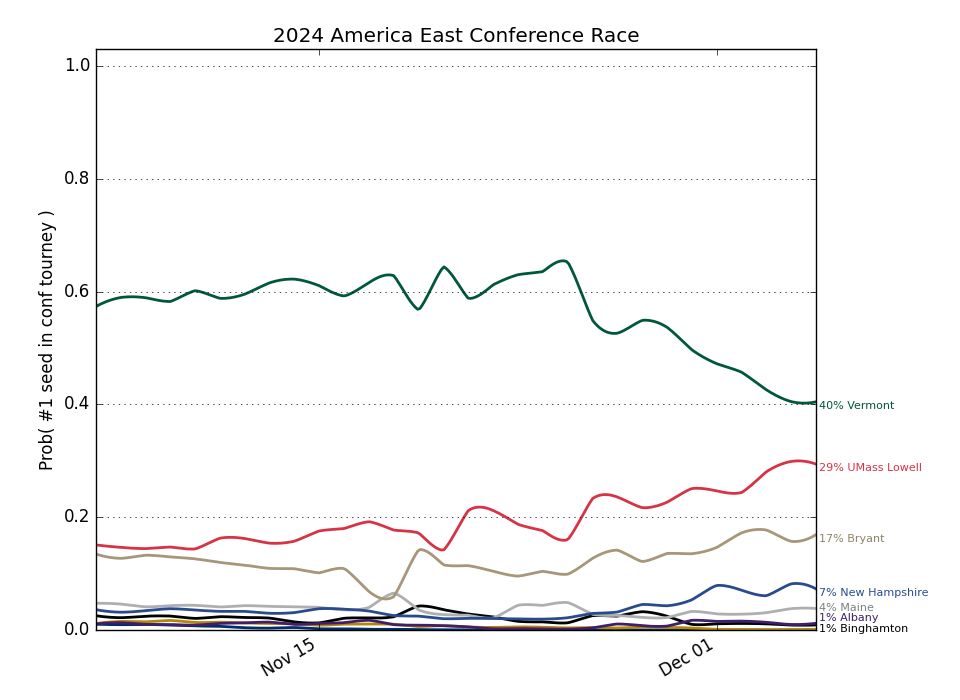 2024 America East Conference Race
1.0
0.8
0.6
0.4
0.2
0.0
Prob( #1 seed in conf tourney )
Nov 15
Dec 01
40% Vermont
29% UMass Lowell
17% Bryant
7% New Hampshire
4% Maine
1% Albany
1% Binghamton